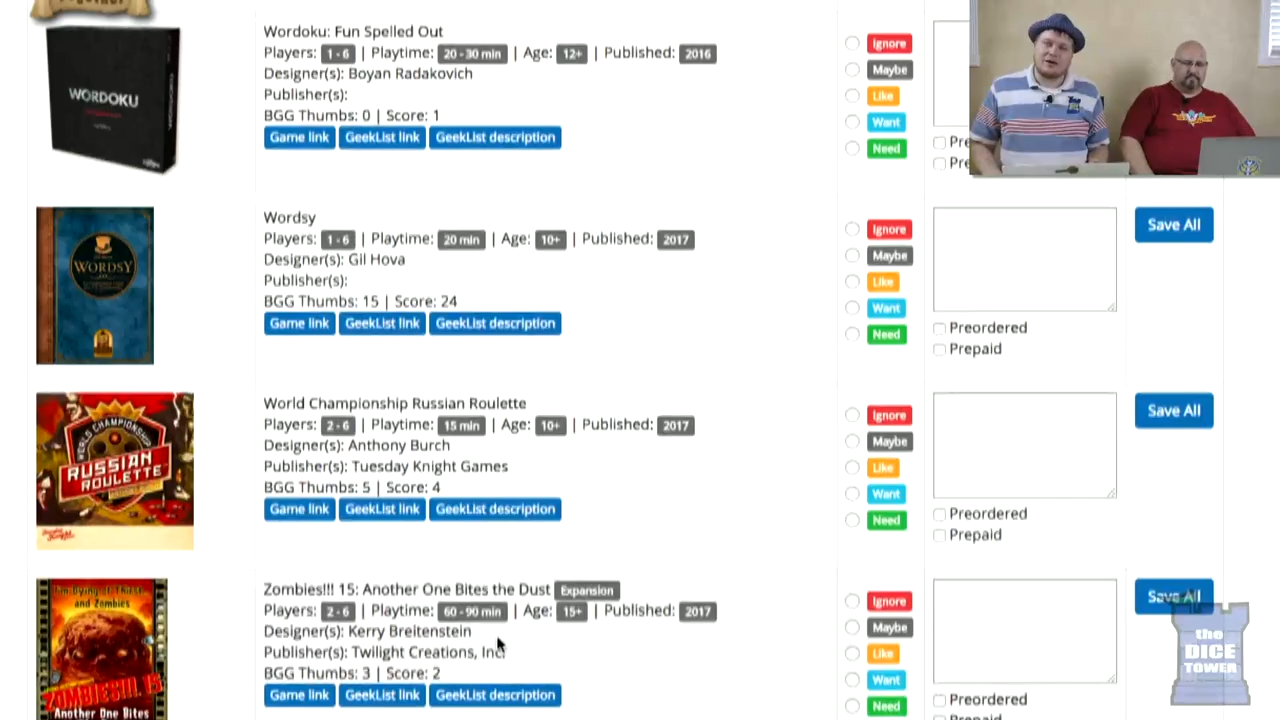 WORDOKU
Wordoku: Fun Spelled Out
Players: 1 - 6 | Playtime: 20 - 30 min | Age: 12+ | Published: 2016
Designer(s): Boyan Radakovich
Publisher(s):
BGG Thumbs: 0 | Score: 1
Game link GeekList link GeekList description
Ignore
Maybe
Like
Want
Need
Pre
Pre
WORDSY
Wordsy
Players: 1 - 6 | Playtime: 20 min | Age: 10+ | Published: 2017
Designer(s): Gil Hova
Publisher(s):
BGG Thumbs: 15 | Score: 24
Game link GeekList link GeekList description
Ignore
Maybe
Like
Want
Need
Preordered
Prepaid
Save All
WORLD CHAMPIONSHIP
RUSSIAN
ROULETTE
World Championship Russian Roulette
Players: 2 - 6 | Playtime: 15 min | Age: 10+ | Published: 2017
Designer(s): Anthony Burch
Publisher(s): Tuesday Knight Games
BGG Thumbs: 5 | Score: 4
Game link GeekList link GeekList description
Ignore
Maybe
Like
Want
Need
Preordered
Prepaid
Save All
I'm Dying of Thirst
and Zombies
ZOMBIES!!! 15
Another One Bites
Zombies!!! 15: Another One Bites the Dust Expansion
Players: 2 - 6 | Playtime: 60 - 90 min | Age: 15+ | Published: 2017
Designer(s): Kerry Breitenstein
Publisher(s): Twilight Creations, Inc.
BGG Thumbs: 3 | Score: 2
Game link GeekList link GeekList description
Ignore
Maybe
Like
Want
Need
Preordered
Prepaid
Save All
the
DICE
TOWER